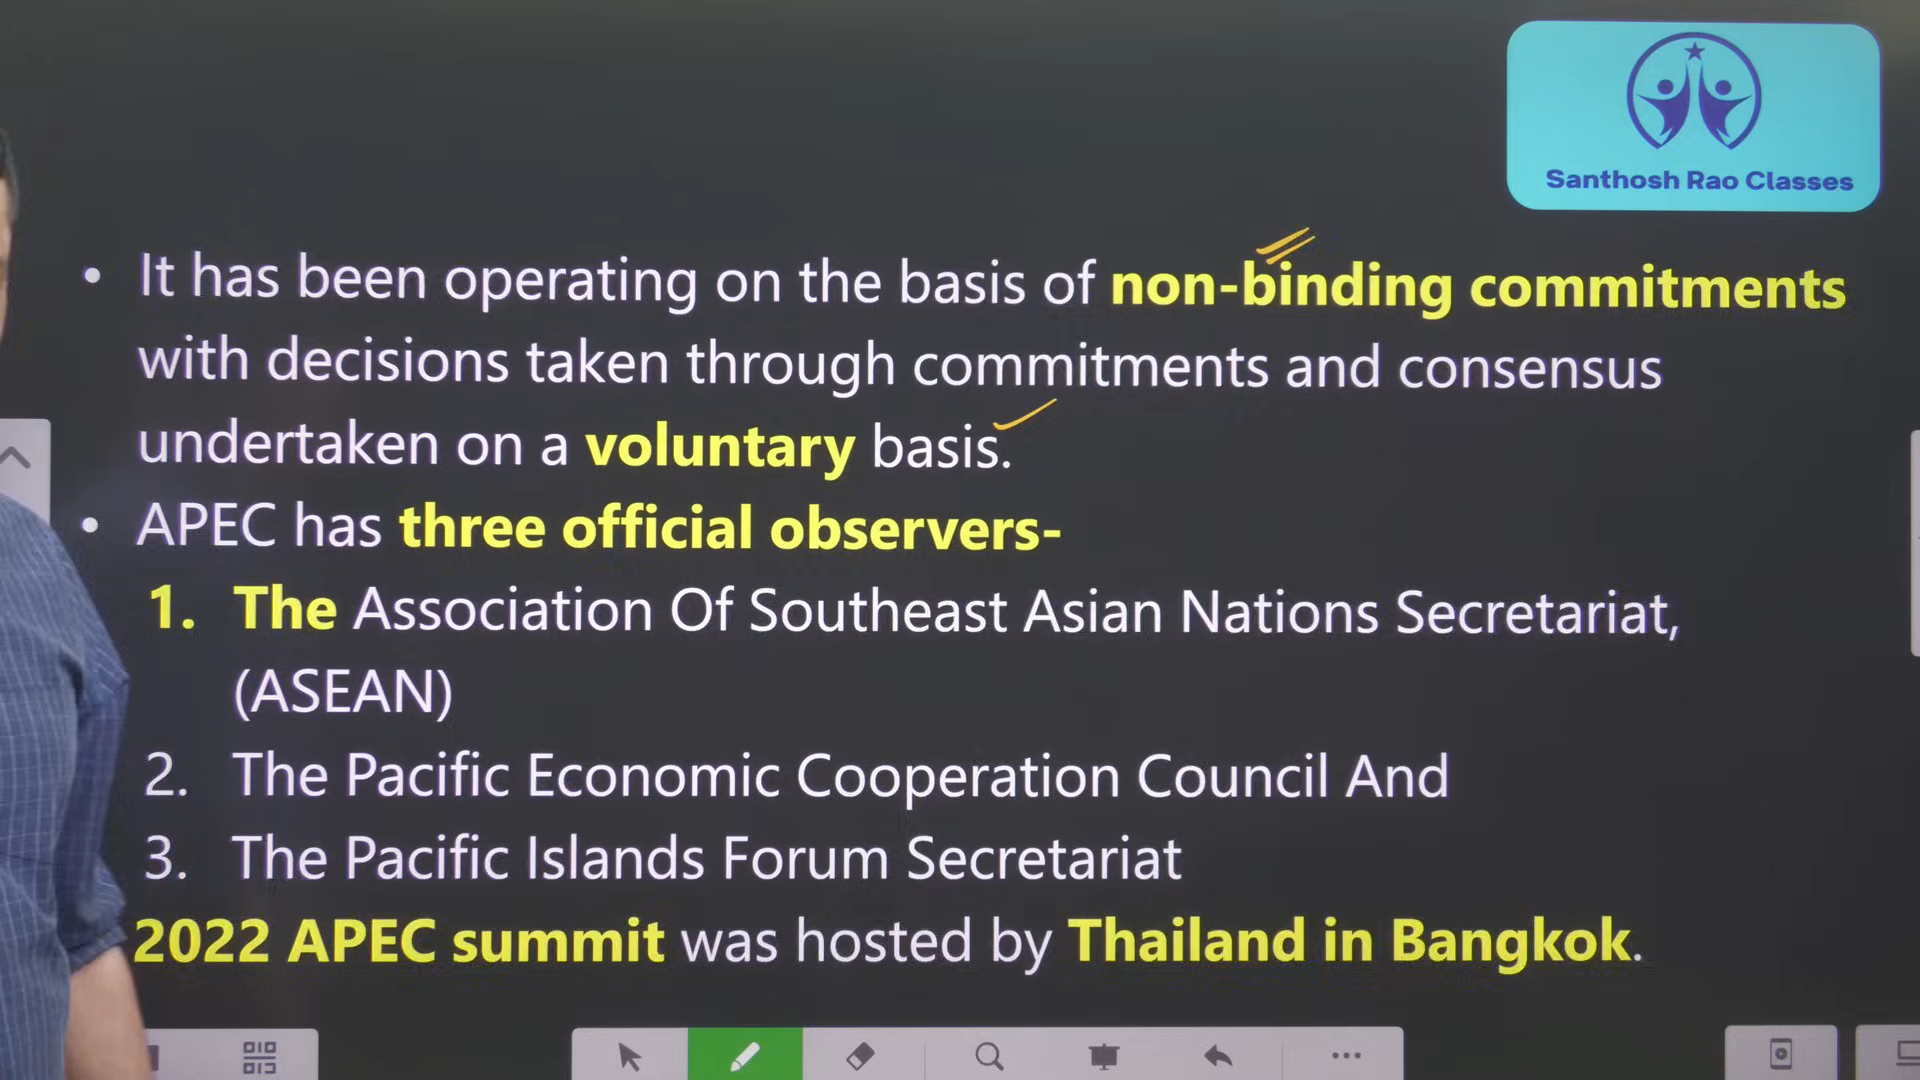 Santhosh Rao Classes
• It has been operating on the basis of non-binding commitments
with decisions taken through commitments and consensus
undertaken on a voluntary basis.
• APEC has three official observers-
1. The Association Of Southeast Asian Nations Secretariat,
(ASEAN)
2. The Pacific Economic Cooperation Council And
3. The Pacific Islands Forum Secretariat
2022 APEC summit was hosted by Thailand in Bangkok.